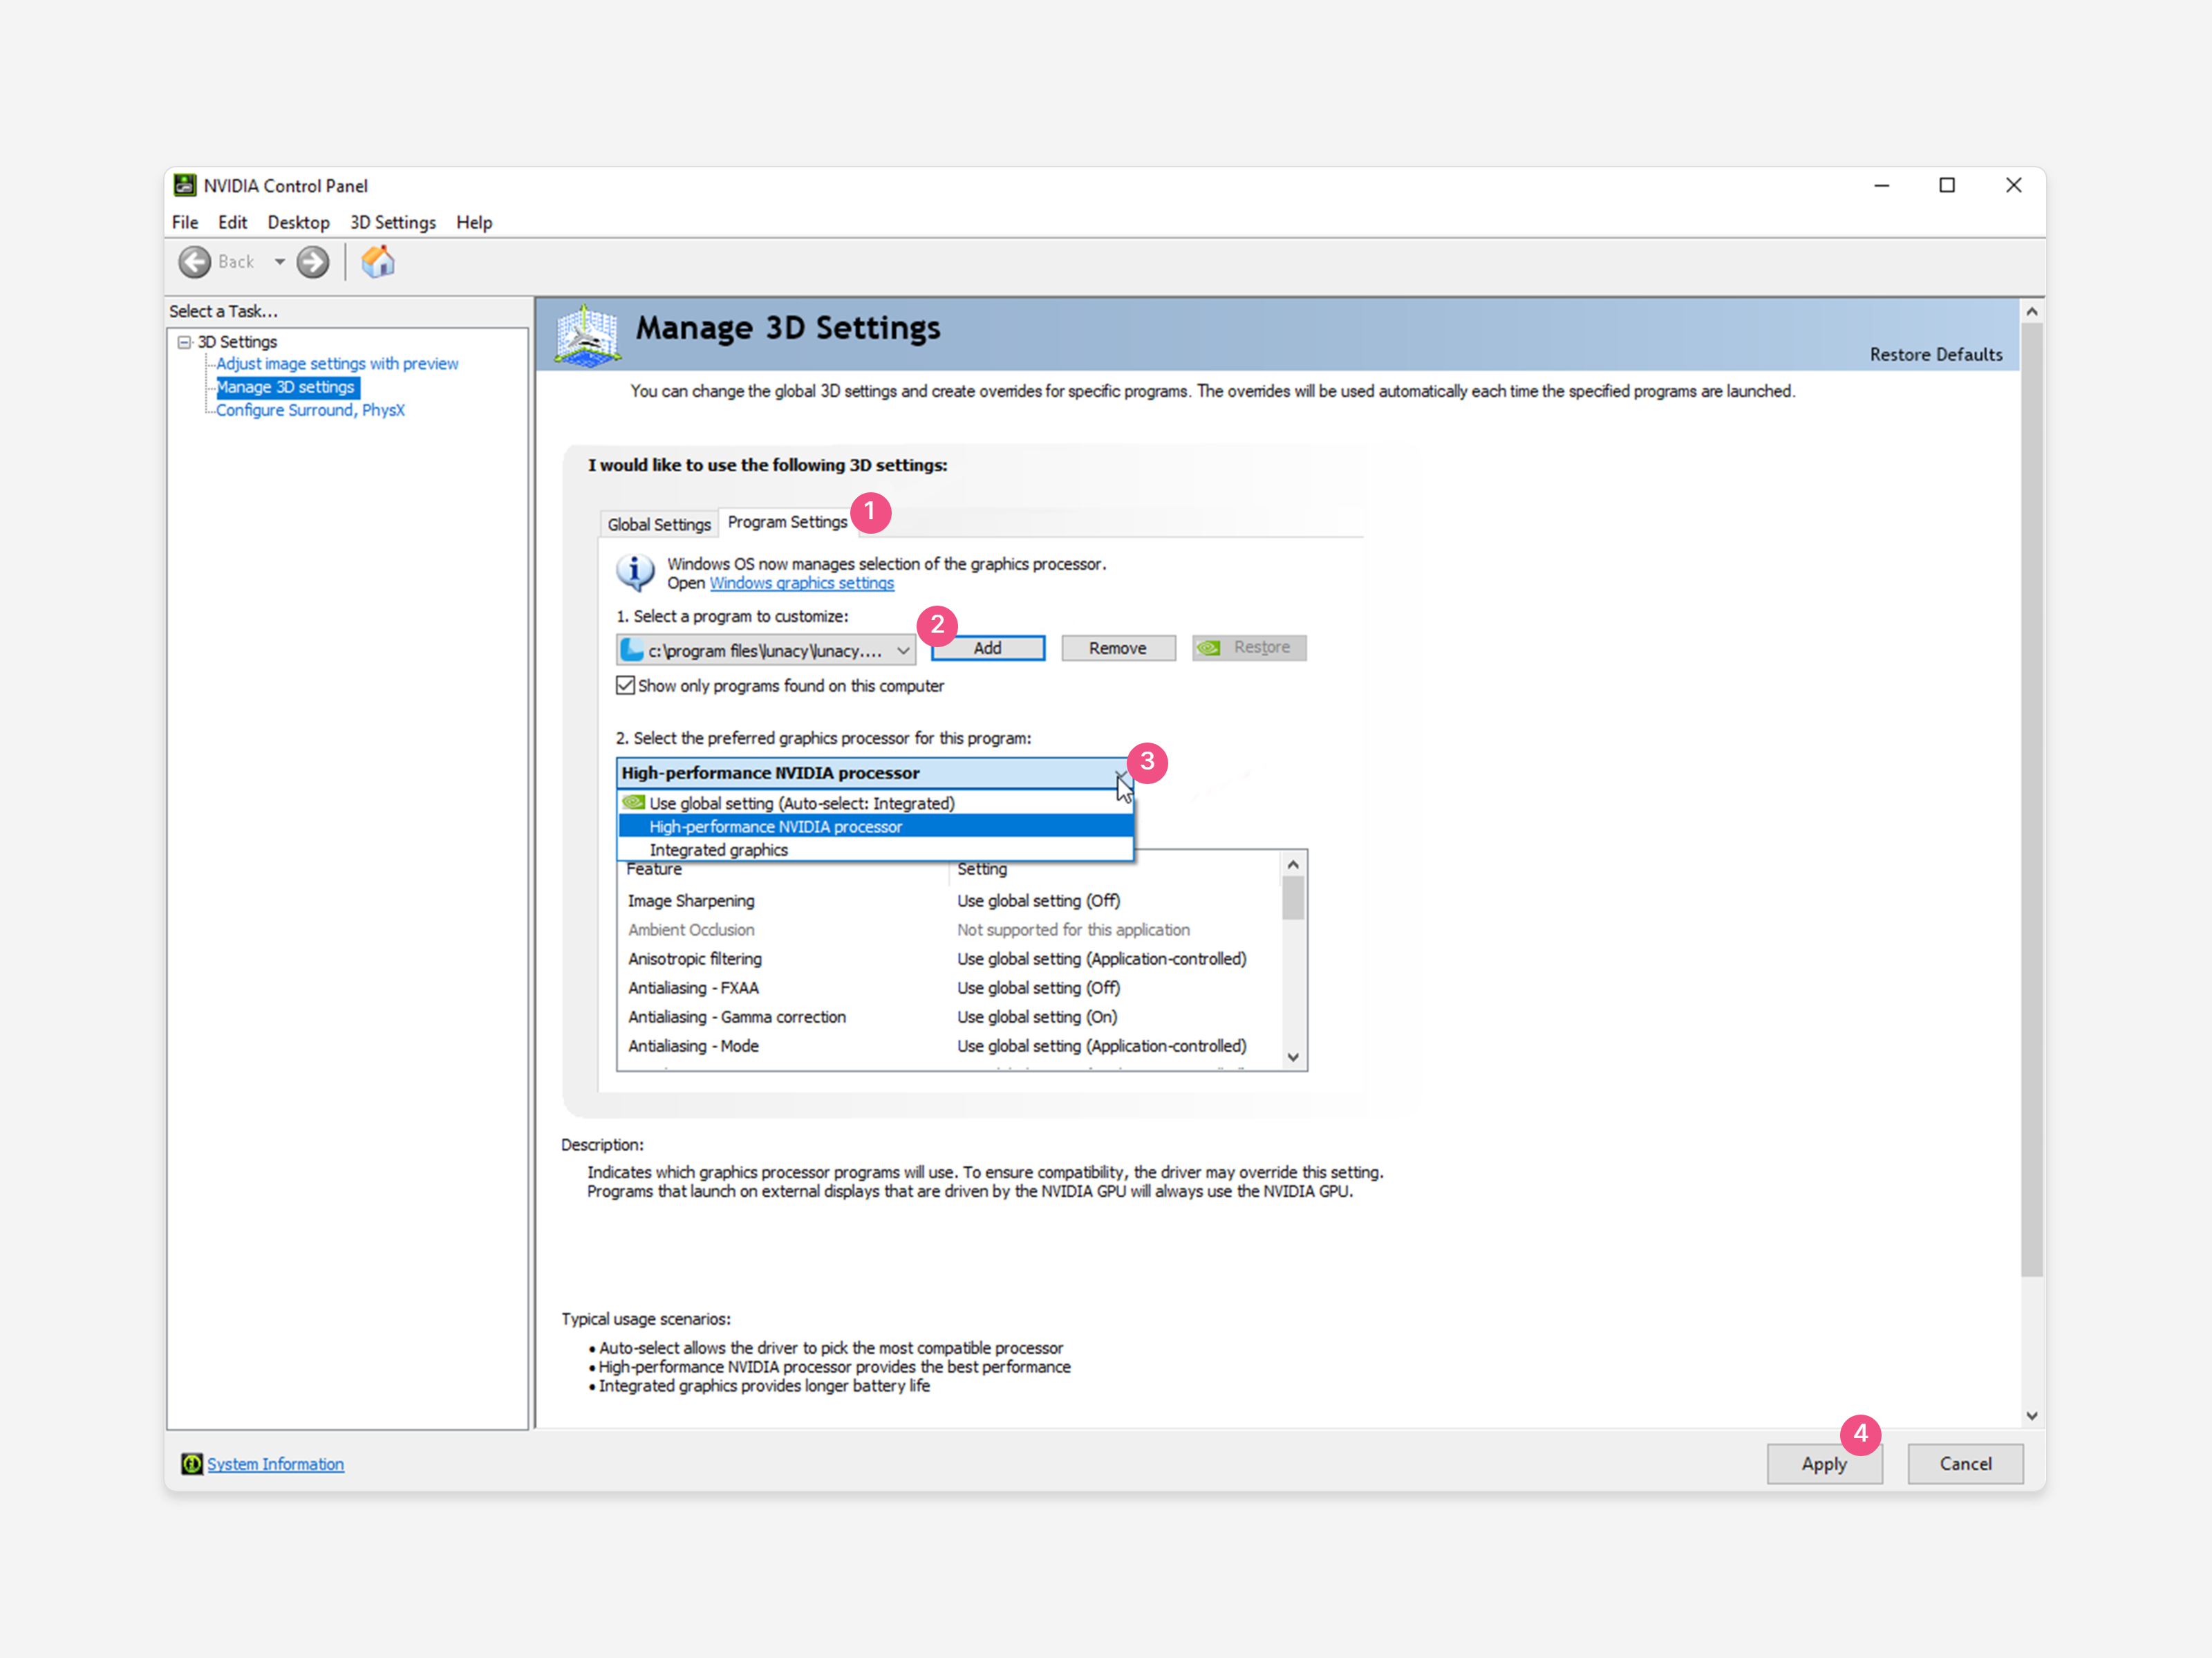 NVIDIA Control Panel
File Edit Desktop 3D Settings Help
Back
Select a Task...
3D Settings
Adjust image settings with preview
Manage 3D settings
Configure Surround, PhysX
Manage 3D Settings
Restore Defaults
You can change the global 3D settings and create overrides for specific programs. The overrides will be used automatically each time the specified programs are launched.
I would like to use the following 3D settings:
Global Settings Program Settings 1
Windows OS now manages selection of the graphics processor.
Open Windows graphics settings
1. Select a program to customize:
2
c:\program files\lunacy\lunacy.... Add Remove Restore
Show only programs found on this computer
2. Select the preferred graphics processor for this program:
High-performance NVIDIA processor 3
Use global setting (Auto-select: Integrated)
High-performance NVIDIA processor
Integrated graphics
Feature Setting
Image Sharpening Use global setting (Off)
Ambient Occlusion Not supported for this application
Anisotropic filtering Use global setting (Application-controlled)
Antialiasing - FXAA Use global setting (Off)
Antialiasing - Gamma correction Use global setting (On)
Antialiasing - Mode Use global setting (Application-controlled)
Description:
Indicates which graphics processor programs will use. To ensure compatibility, the driver may override this setting.
Programs that launch on external displays that are driven by the NVIDIA GPU will always use the NVIDIA GPU.
Typical usage scenarios:
• Auto-select allows the driver to pick the most compatible processor
• High-performance NVIDIA processor provides the best performance
• Integrated graphics provides longer battery life
4
System Information Apply Cancel